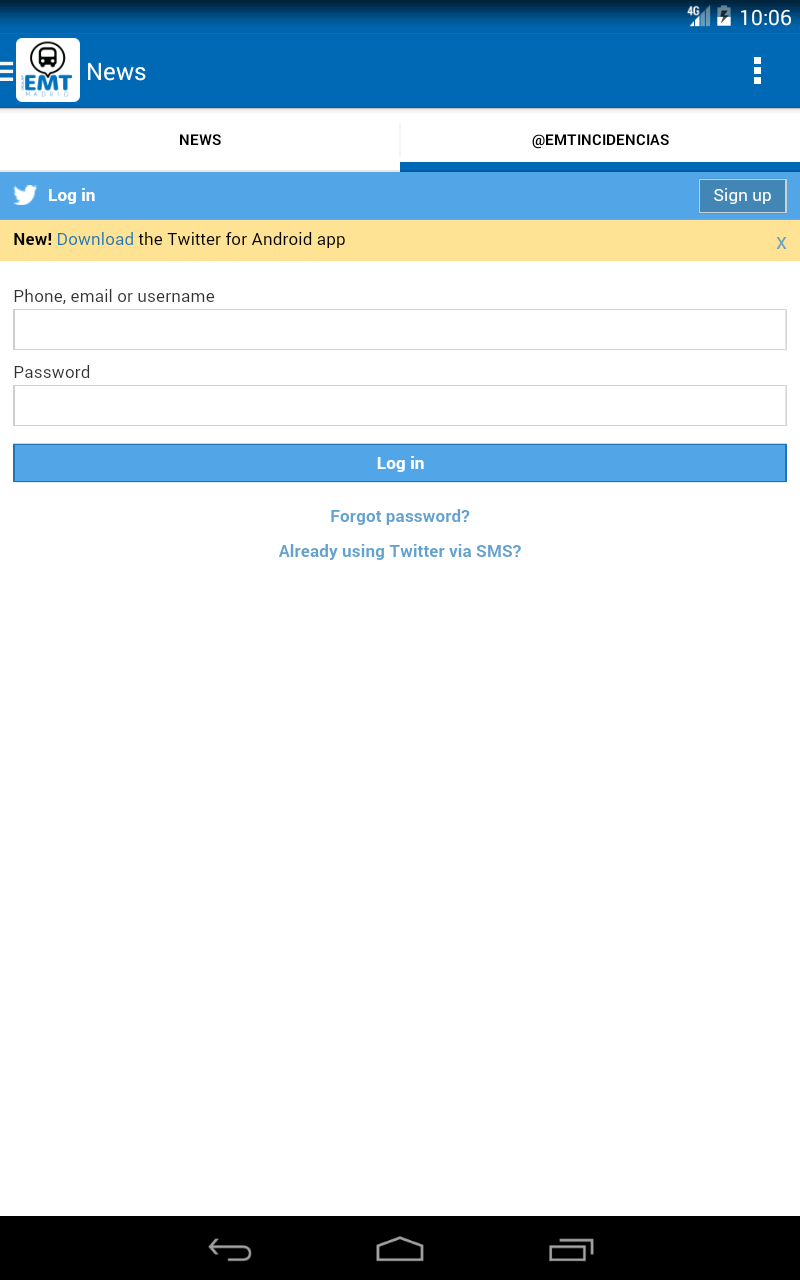 4G 10:06
EMT
MADRID
News
NEWS
@EMTINCIDENCIAS
Log in
Sign up
New! Download the Twitter for Android app
X
Phone, email or username
Password
Log in
Forgot password?
Already using Twitter via SMS?